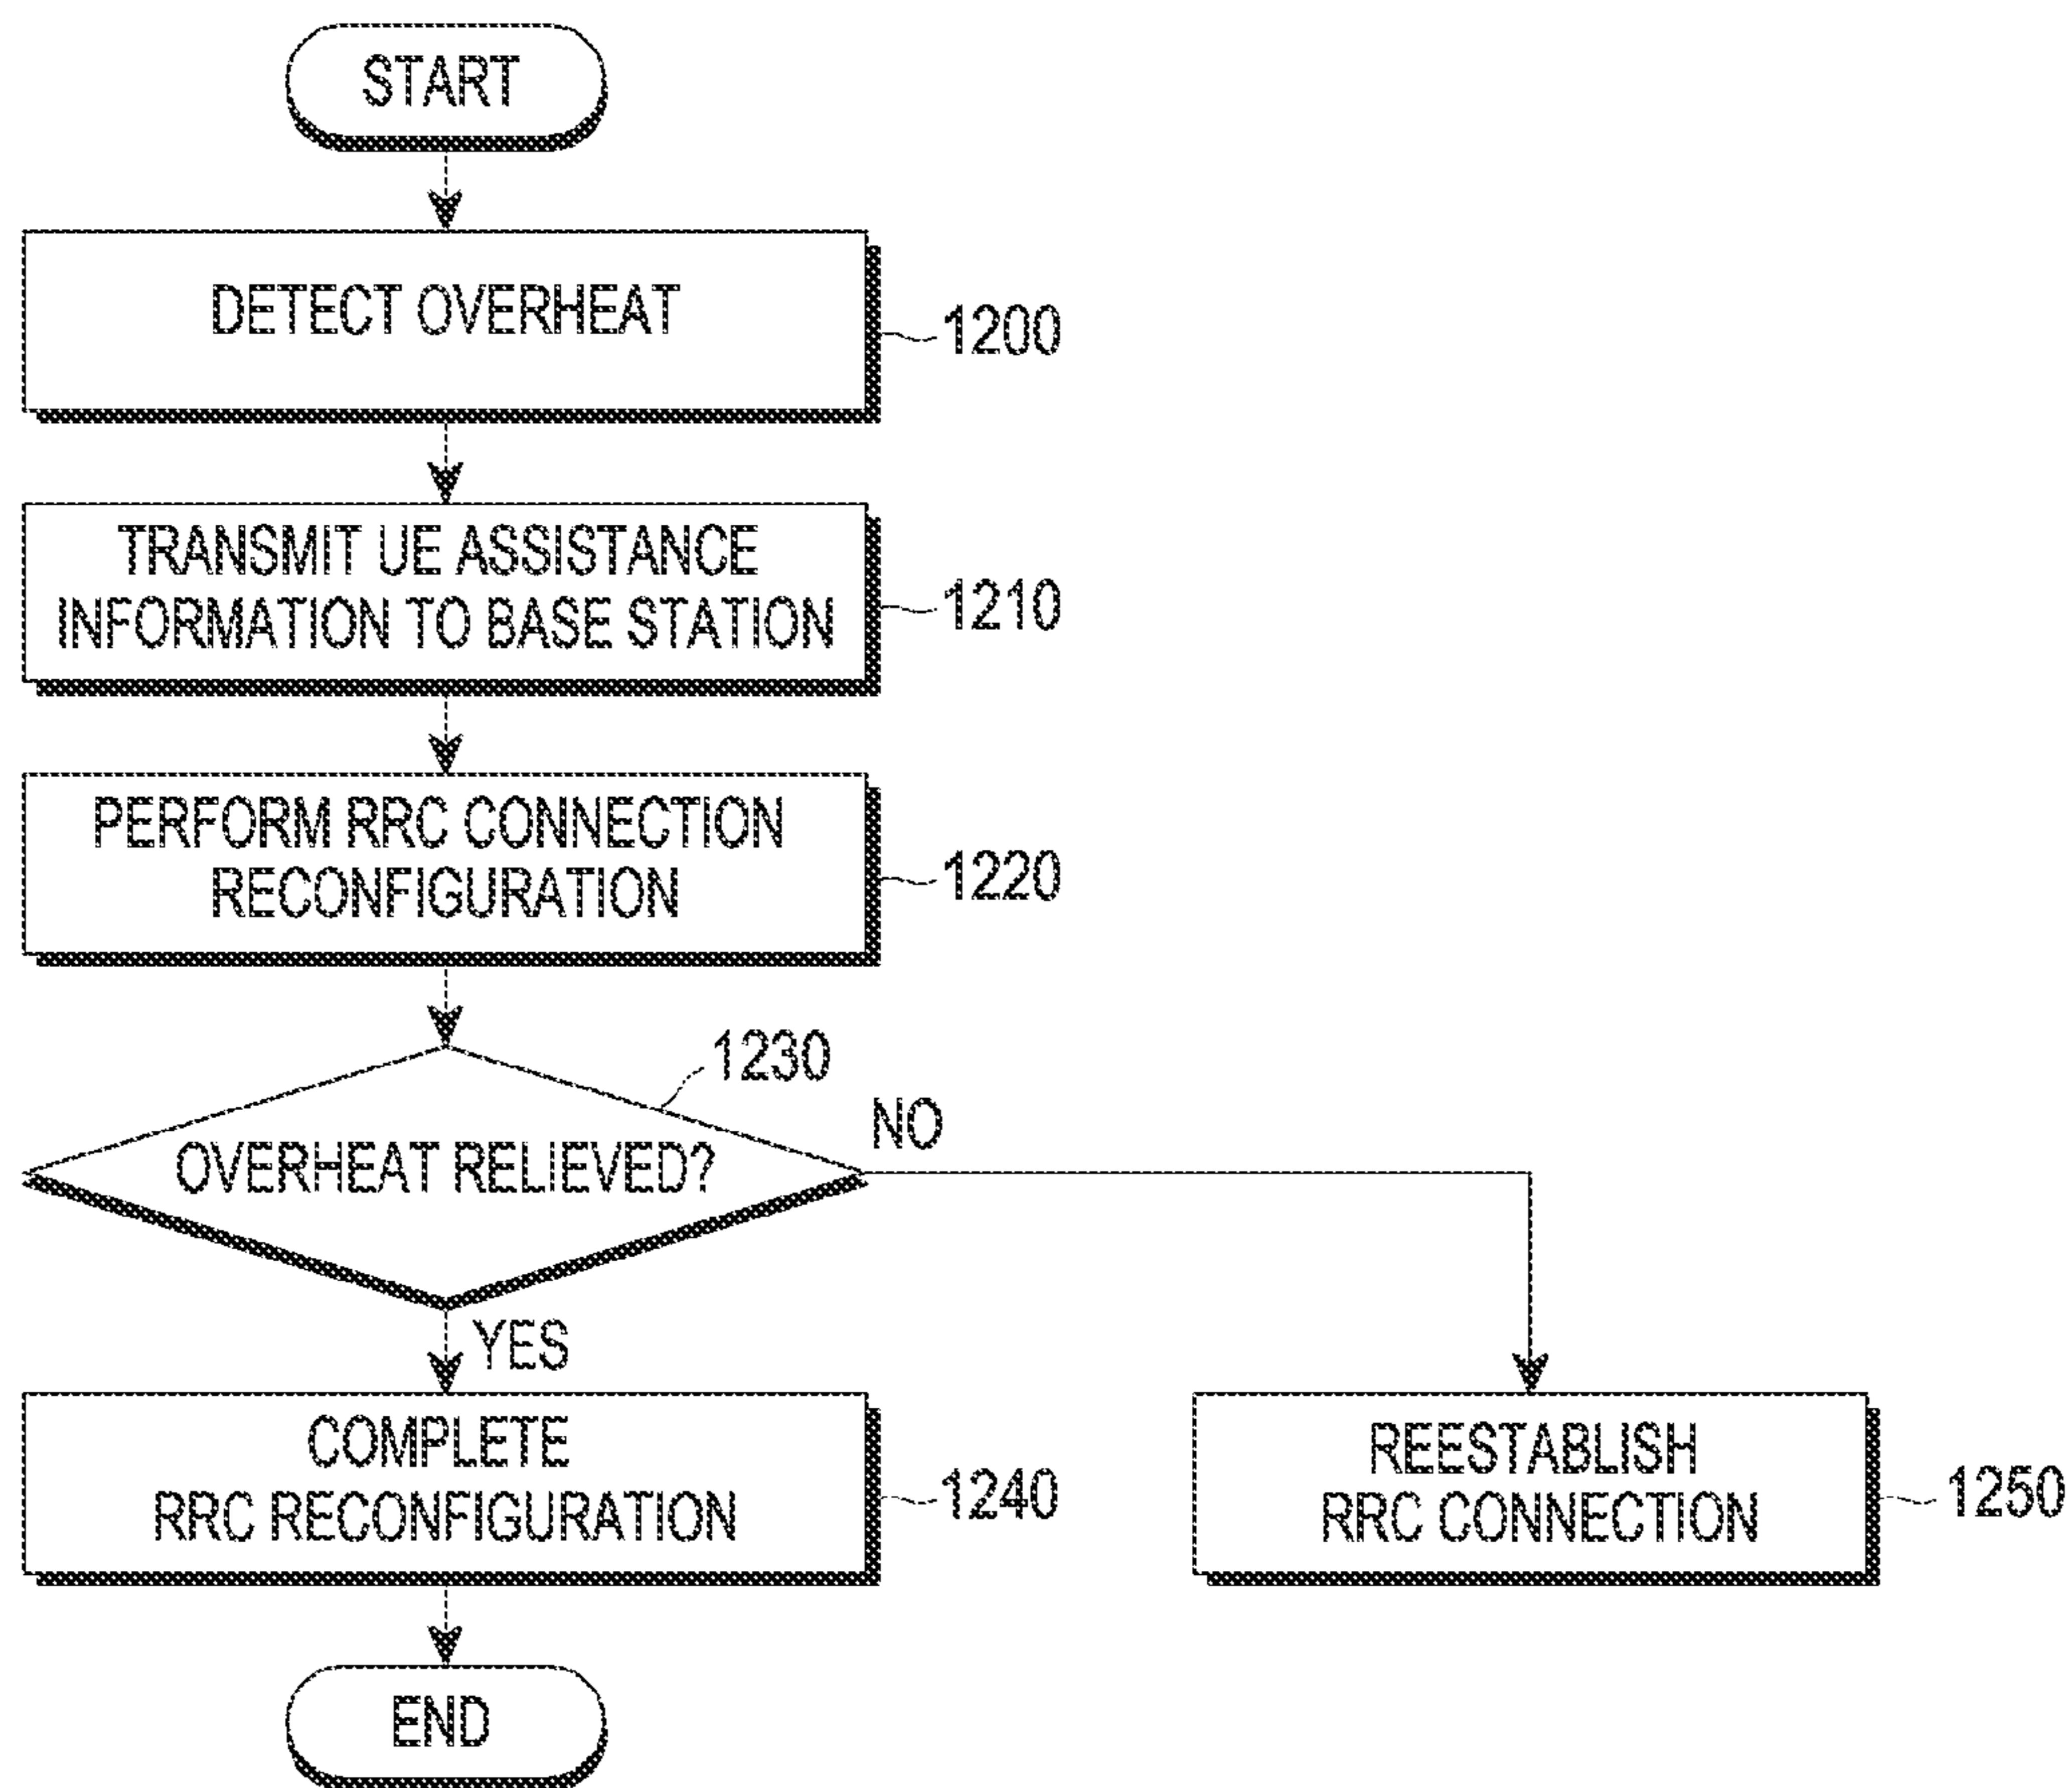 START
DETECT OVERHEAT
1200
TRANSMIT UE ASSISTANCE
INFORMATION TO BASE STATION
1210
PERFORM RRC CONNECTION
RECONFIGURATION
1220
1230
OVERHEAT RELIEVED?
NO
YES
COMPLETE
RRC RECONFIGURATION
1240
REESTABLISH
RRC CONNECTION
1250
END